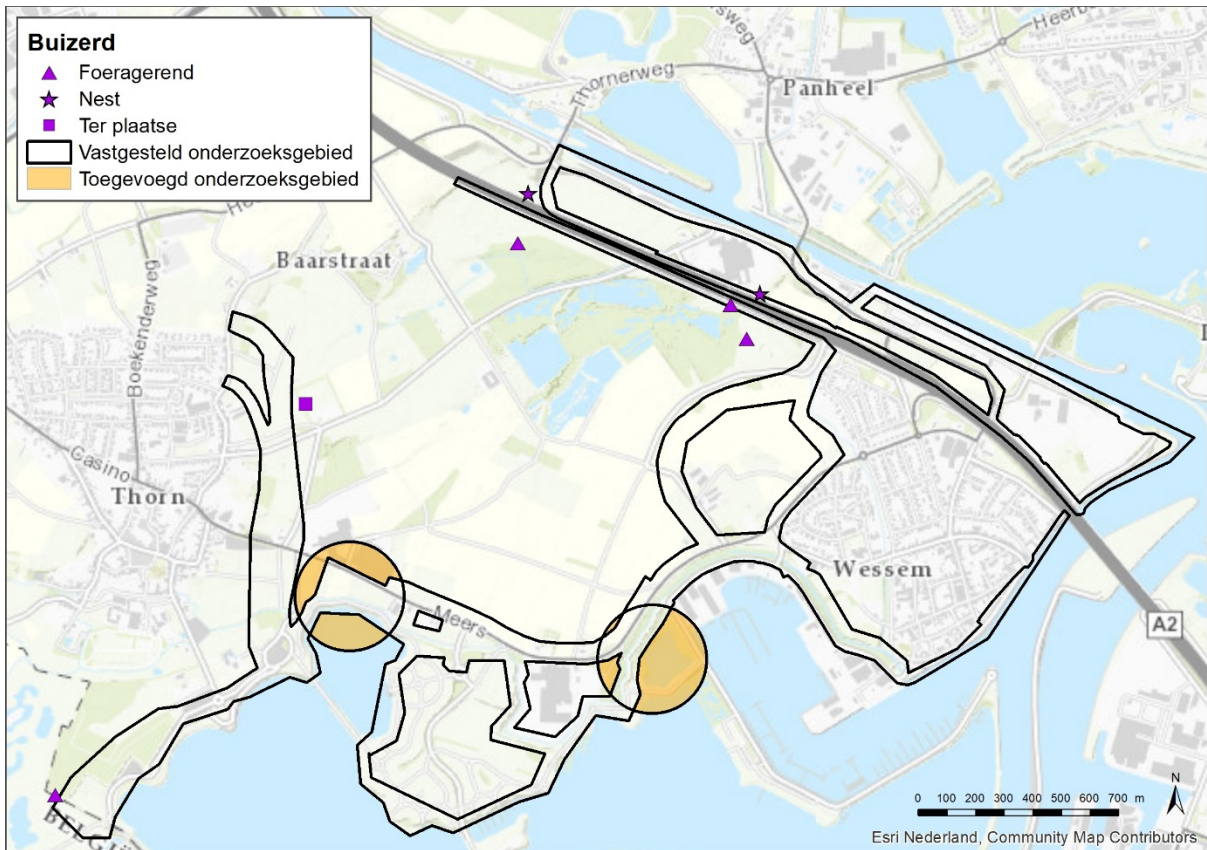 Buizerd
Foeragerend
Nest
Ter plaatse
Vastgesteld onderzoeksgebied
Toegevoegd onderzoeksgebied
Thornerweg
Panheel
Baarstraat
Boekenderweg
Casino
Thorn
Meers
Wessem
A2
BELGIË
N
0 100 200 300 400 500 600 700 m
Esri Nederland, Community Map Contributors